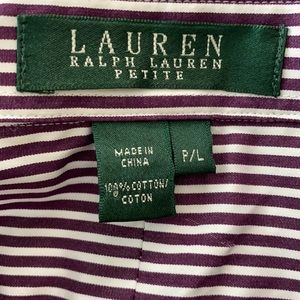 LAUREN
RALPH LAUREN
PETITE
MADE IN
CHINA
P/L
100% COTTON/
COTON